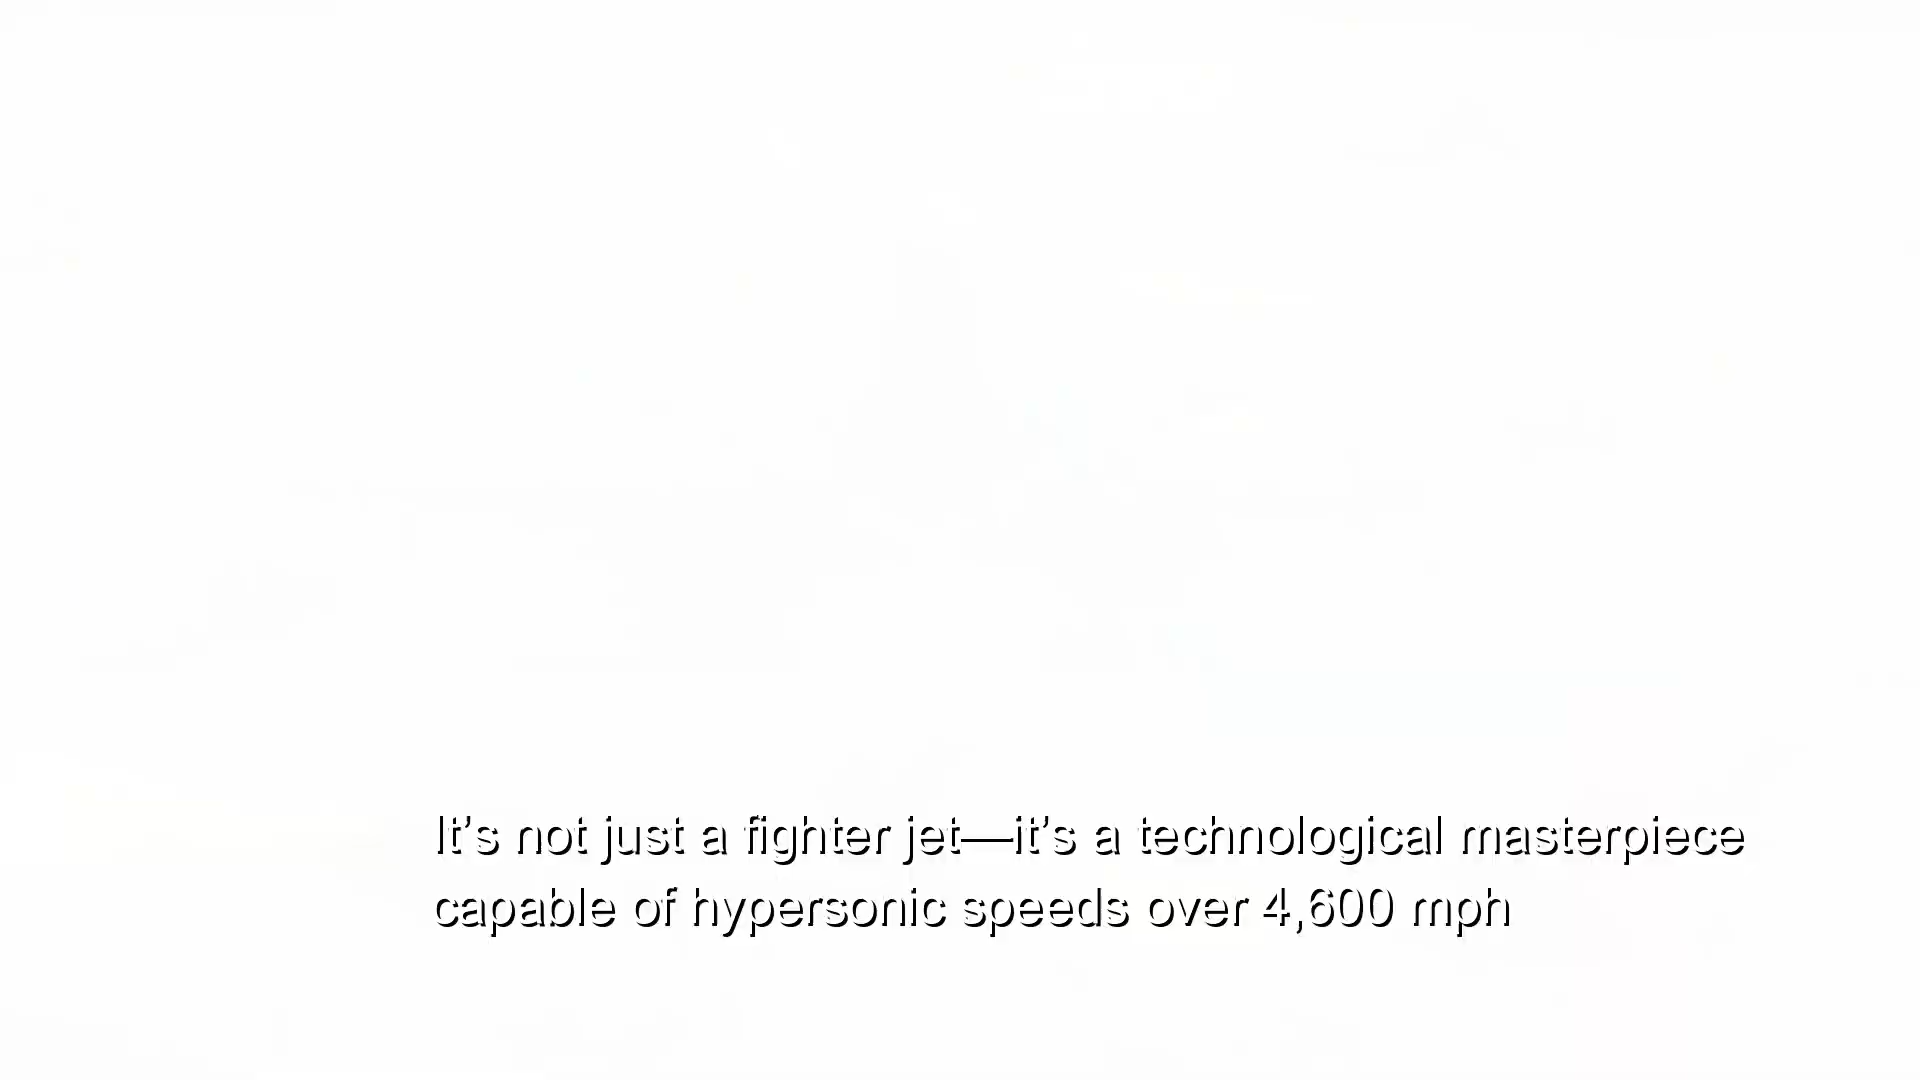 It’s not just a fighter jet—it’s a technological masterpiece
capable of hypersonic speeds over 4,600 mph